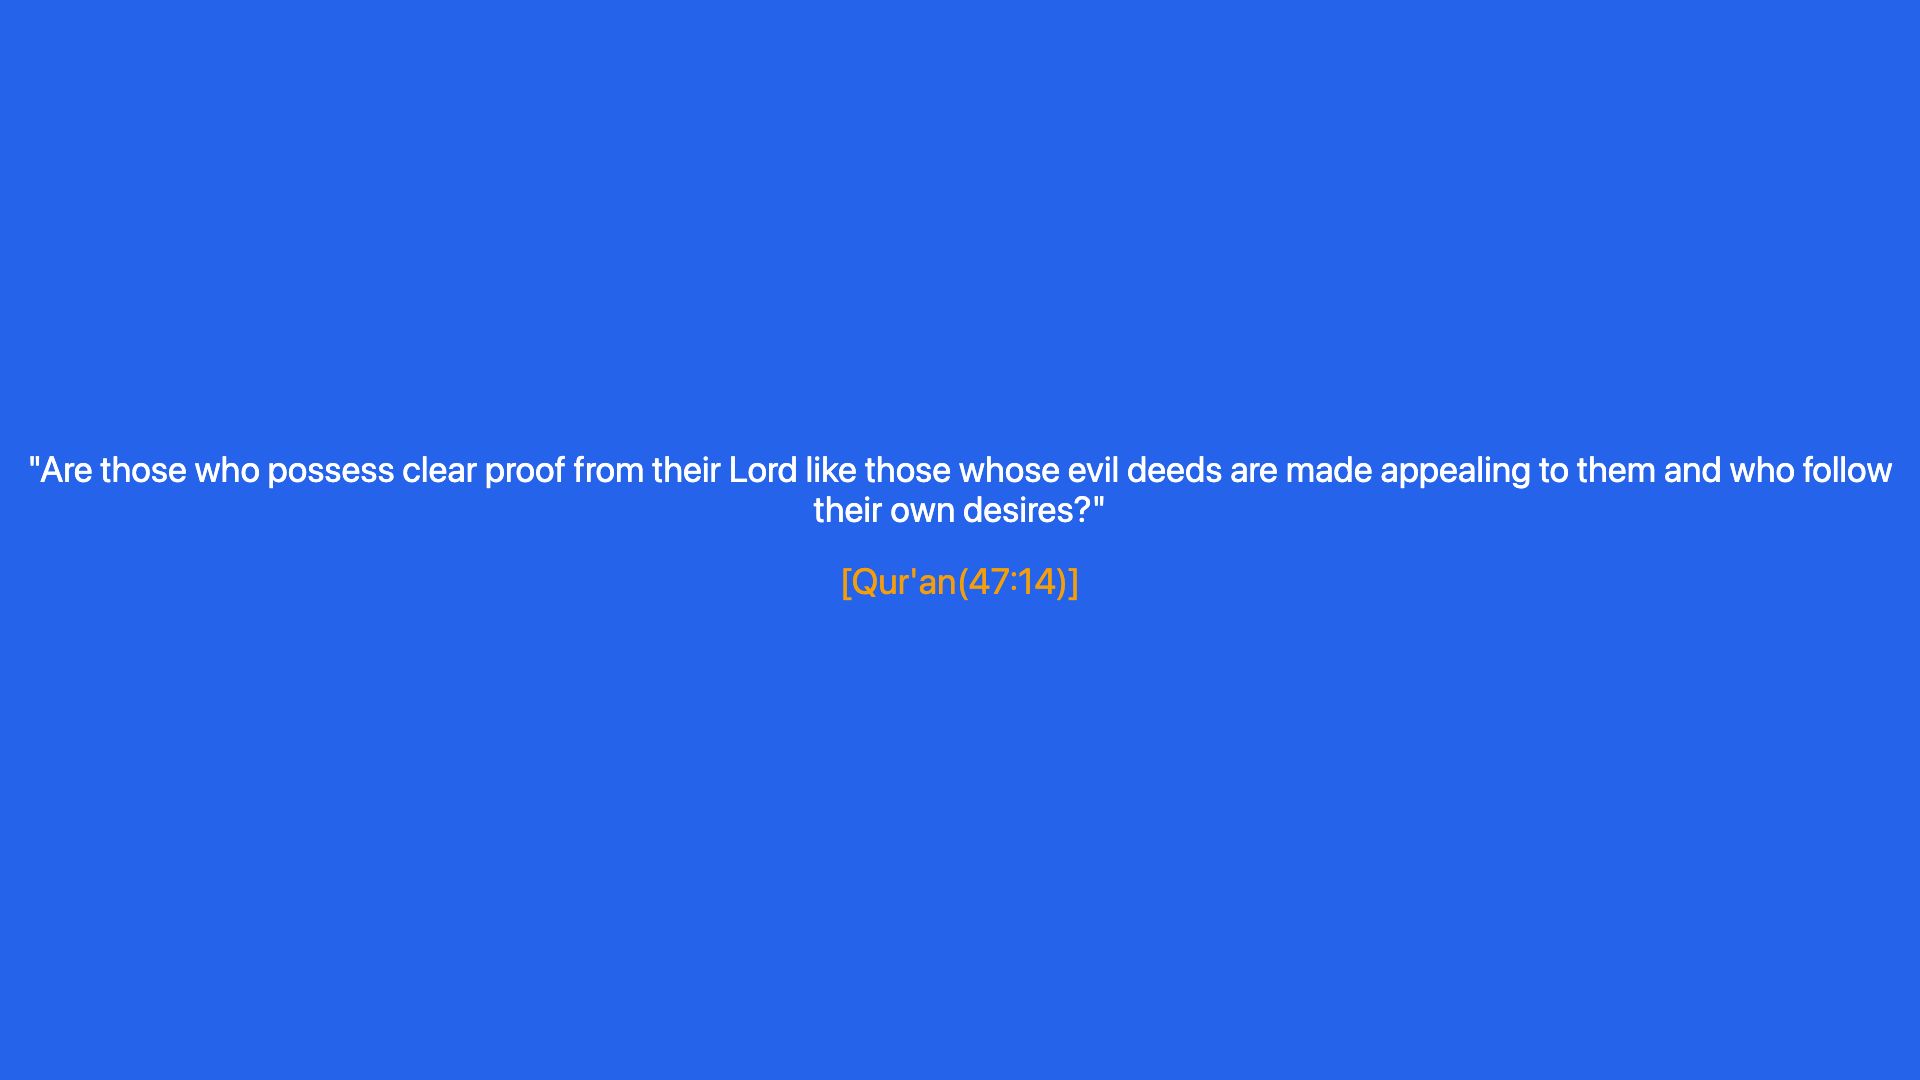 "Are those who possess clear proof from their Lord like those whose evil deeds are made appealing to them and who follow
their own desires?"
[Qur'an(47:14)]